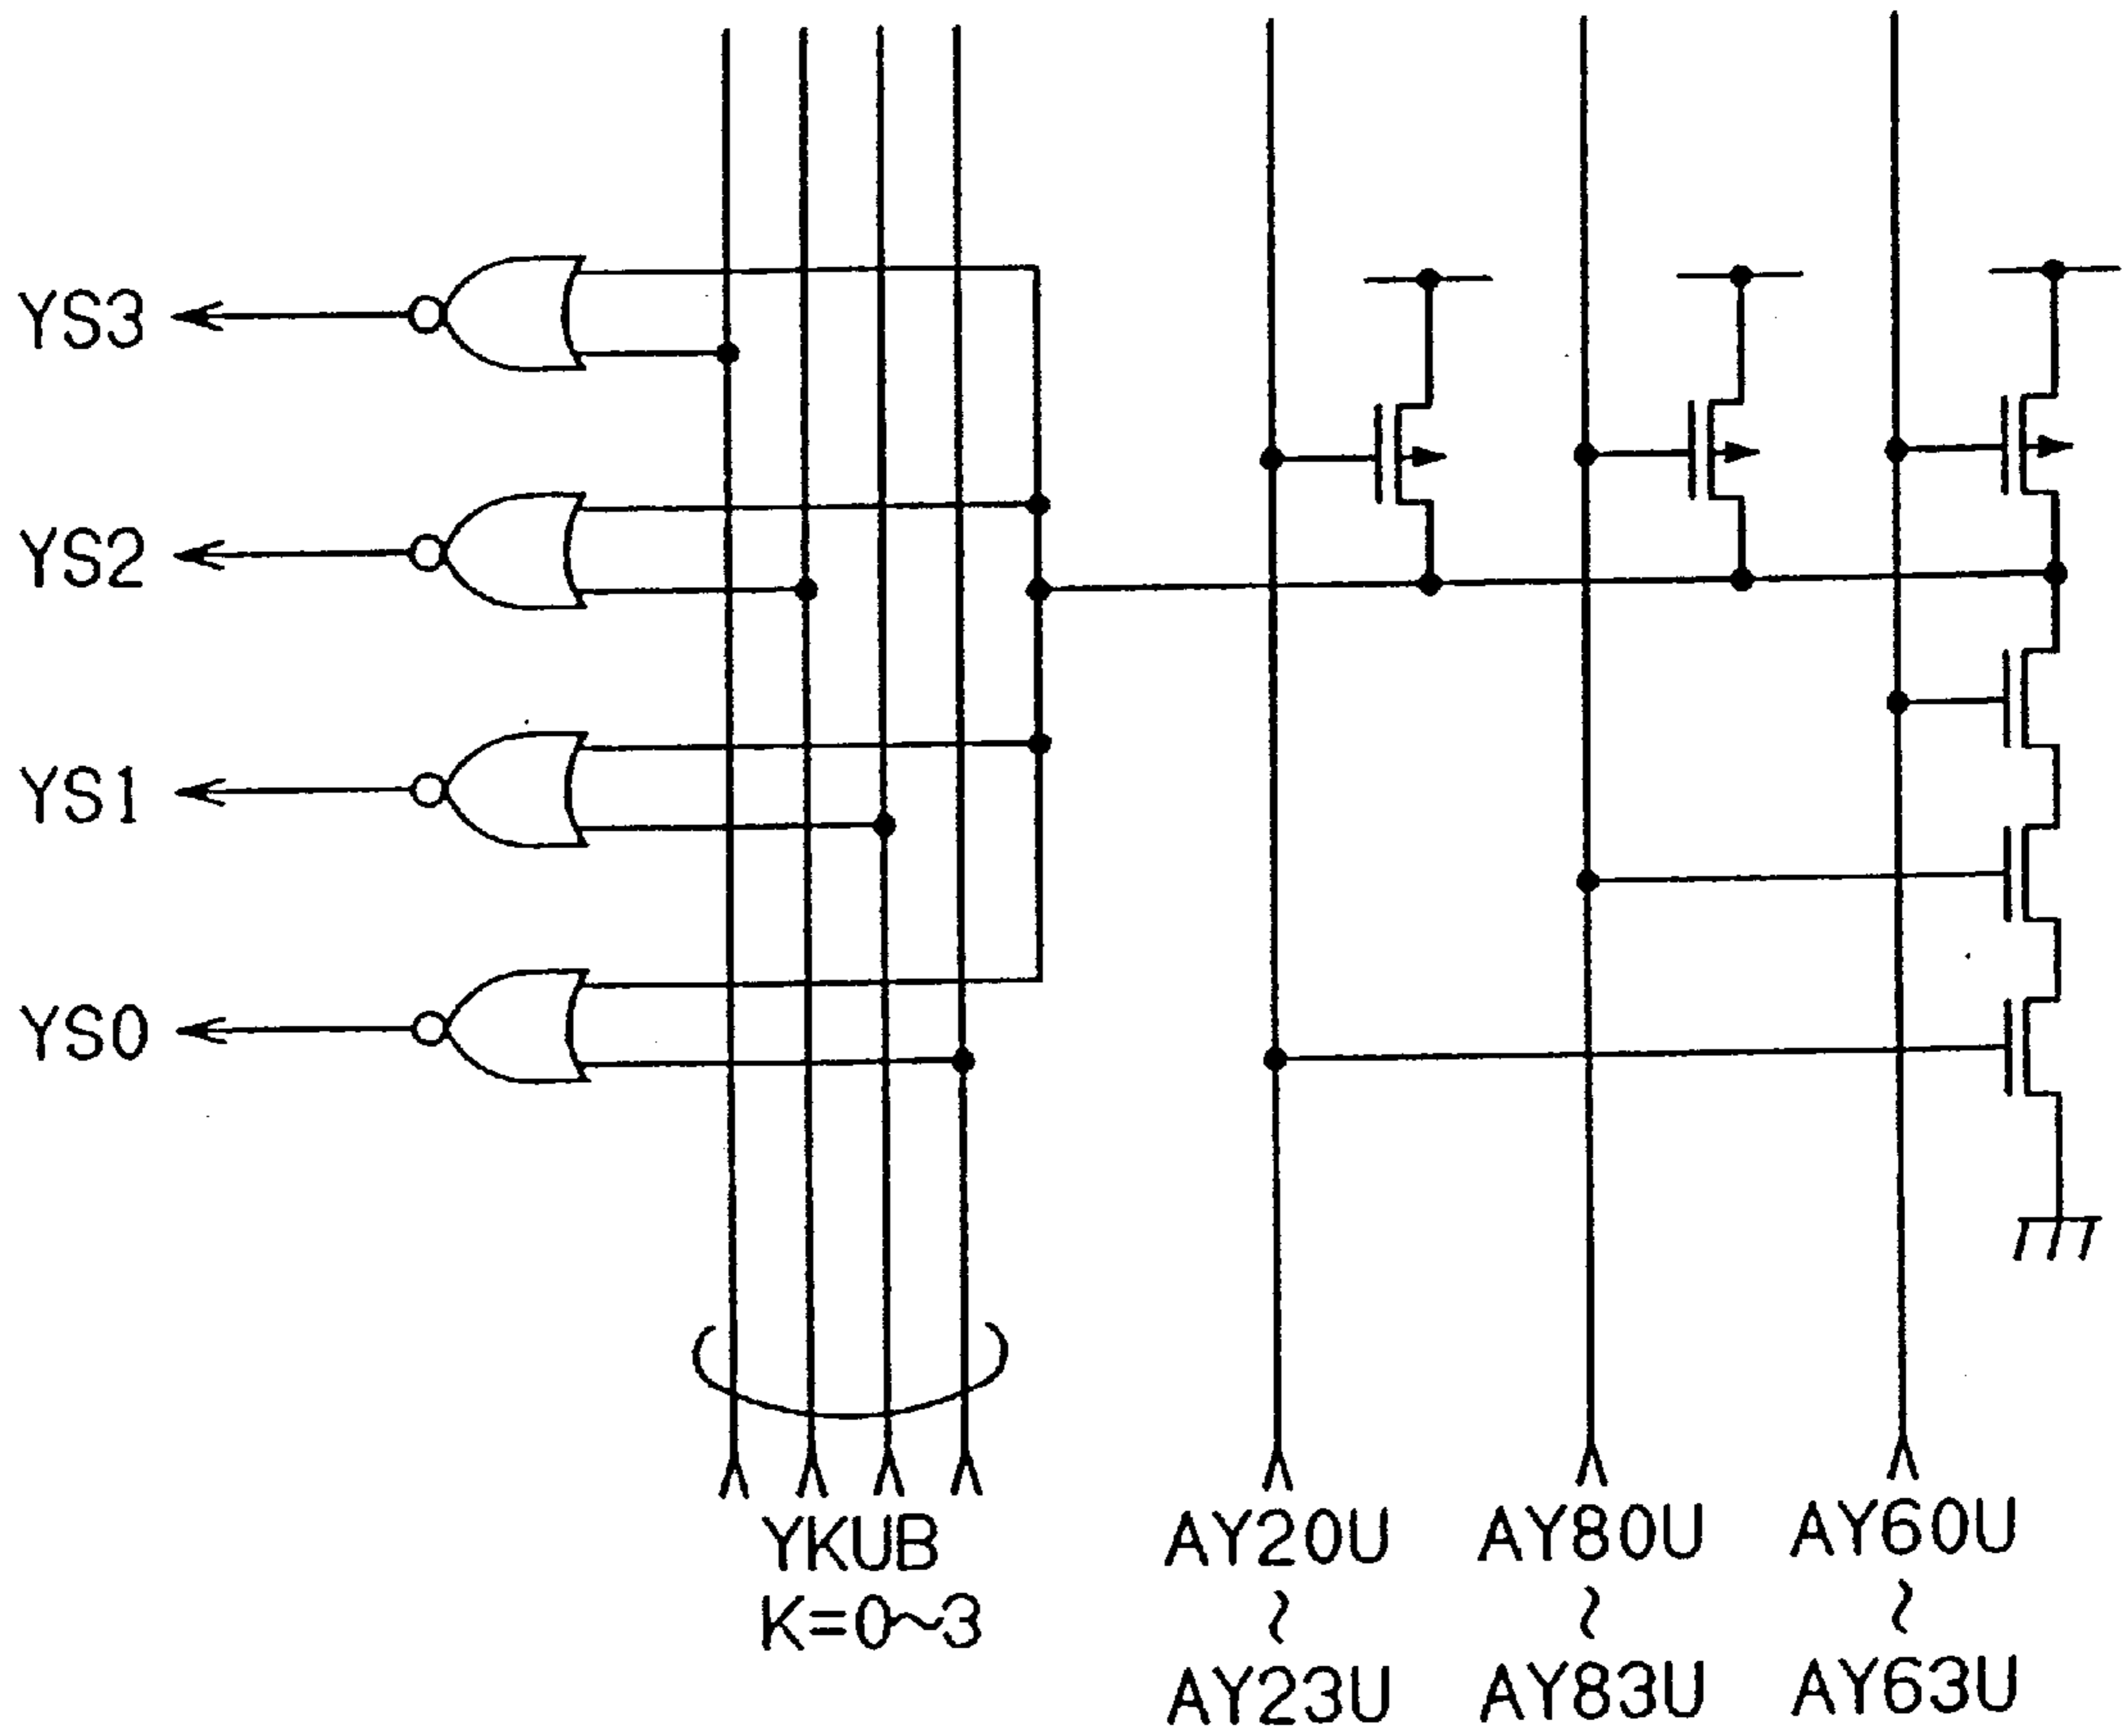 YS3
YS2
YS1
YS0
YKUB
K=0~3
AY20U
~
AY23U
AY80U
~
AY83U
AY60U
~
AY63U